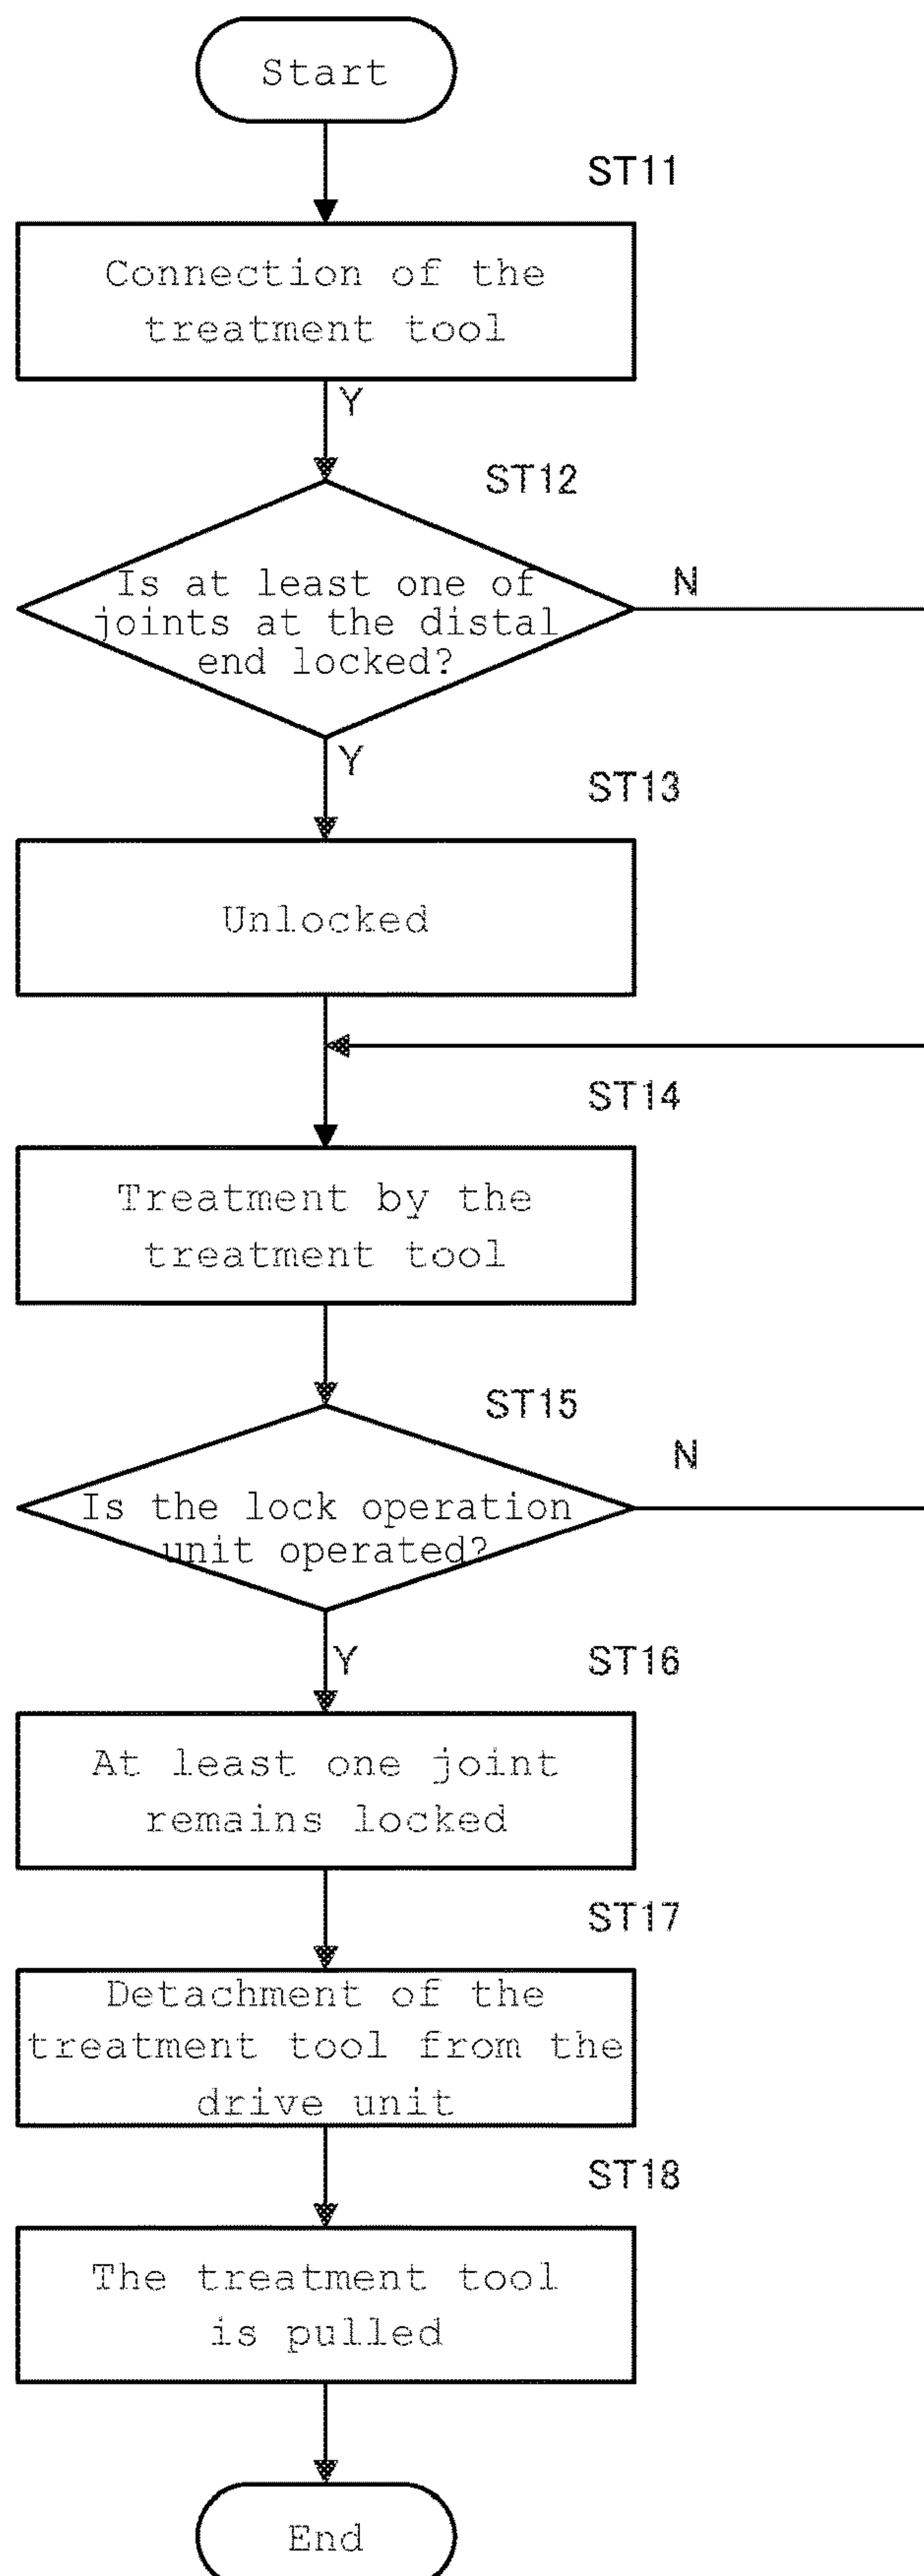 Start
ST11
Connection of the
treatment tool
Y
ST12
Is at least one of
joints at the distal
end locked?
N
Y
ST13
Unlocked
ST14
Treatment by the
treatment tool
ST15
Is the lock operation
unit operated?
N
Y
ST16
At least one joint
remains locked
ST17
Detachment of the
treatment tool from the
drive unit
ST18
The treatment tool
is pulled
End